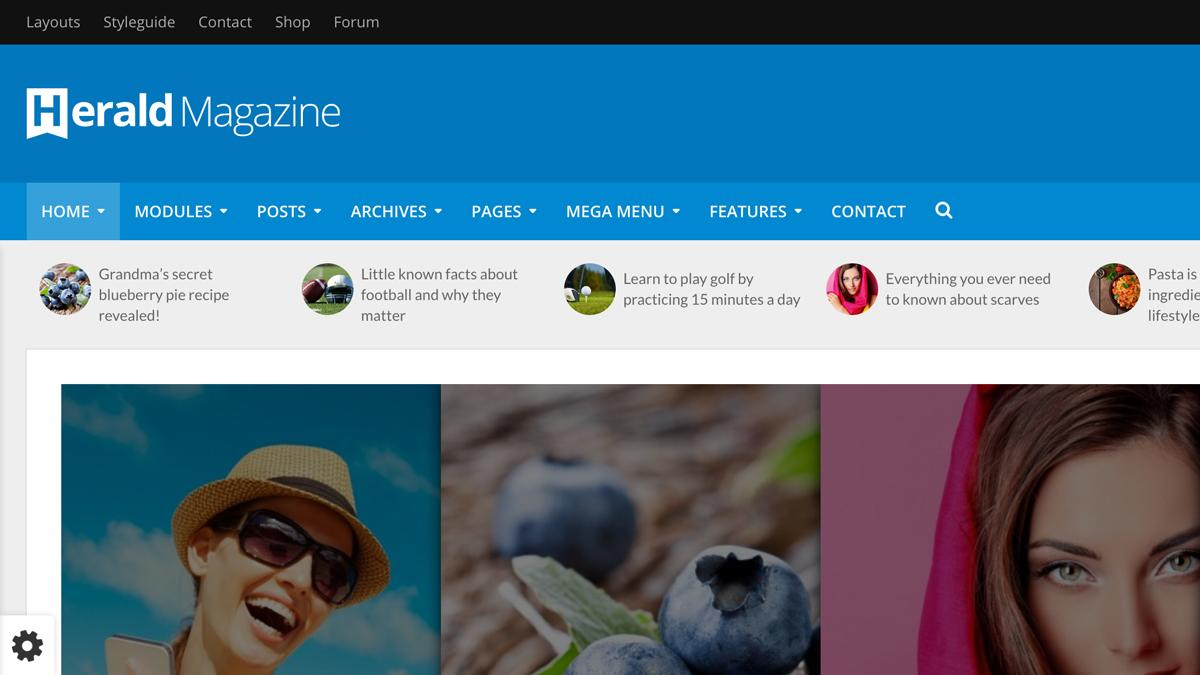 Layouts Styleguide Contact Shop Forum
Herald Magazine
HOME MODULES POSTS ARCHIVES PAGES MEGA MENU FEATURES CONTACT
Grandma's secret
blueberry pie recipe
revealed!
Little known facts about
football and why they
matter
Learn to play golf by
practicing 15 minutes a day
Everything you ever need
to known about scarves
Pasta is
ingredie
lifestyle